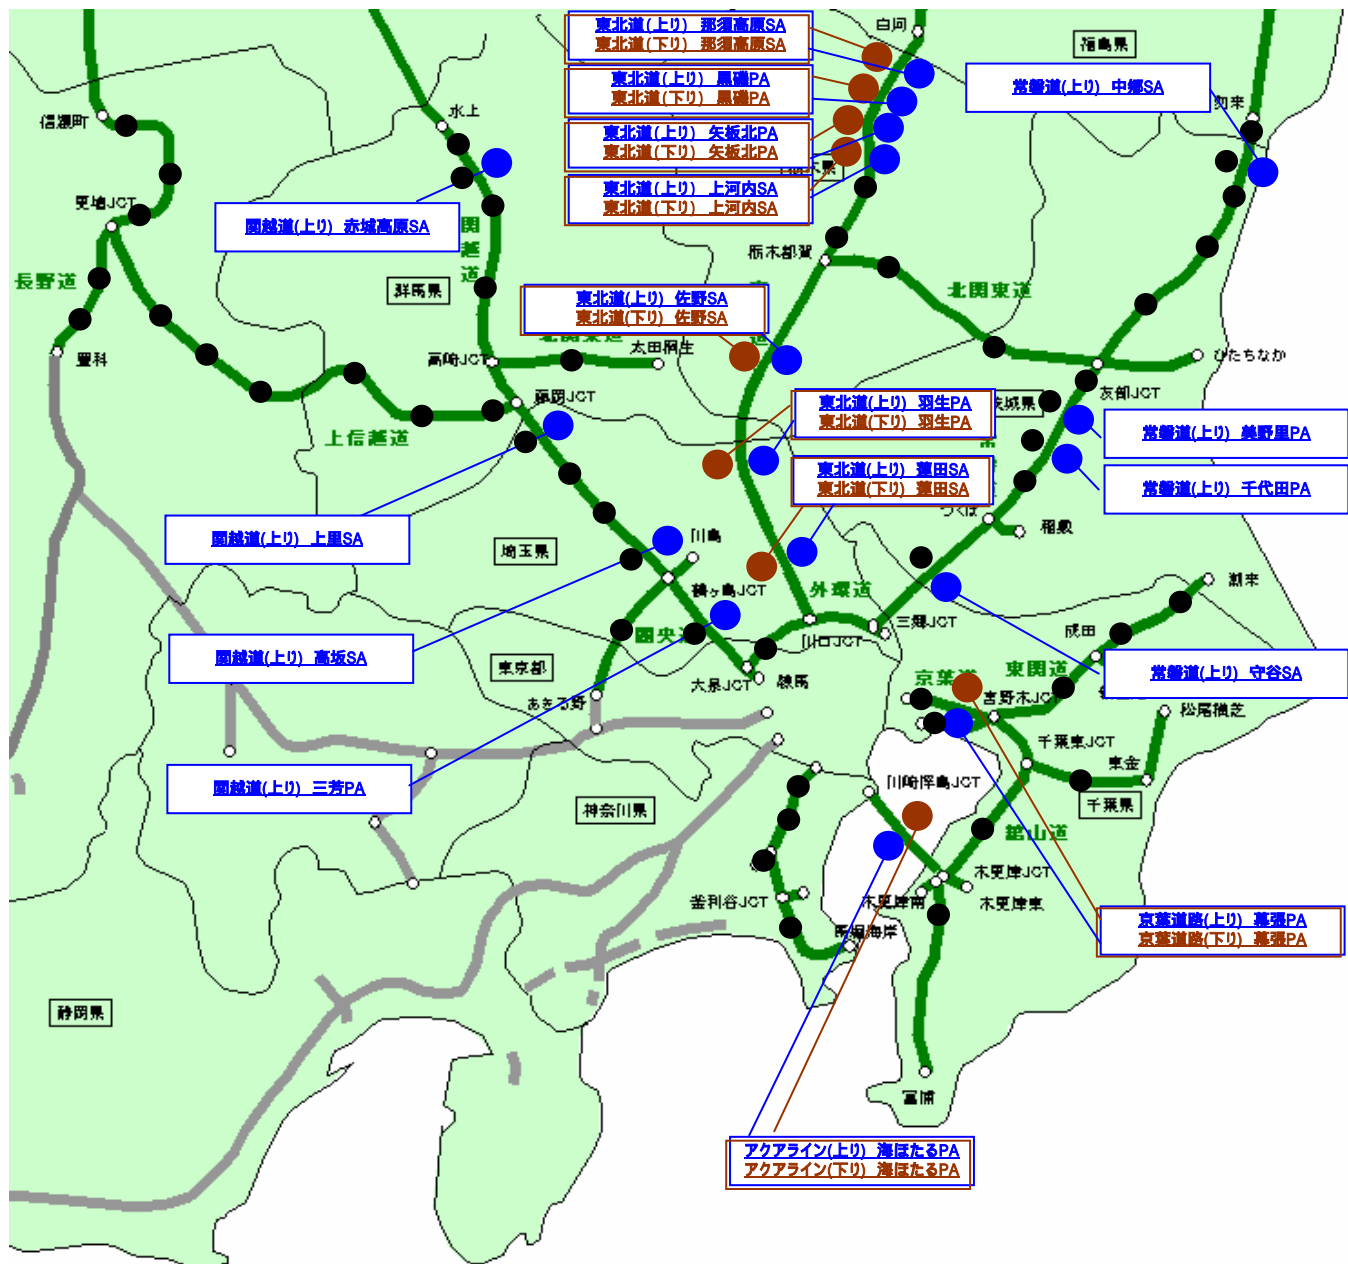 東北道(上り) 那須高原SA
東北道(下り) 那須高原SA
白河
福島県
東北道(上り) 黒磯PA
東北道(下り) 黒磯PA
常磐道(上り) 中郷SA
勿来
信濃町
水上
東北道(上り) 矢板北PA
東北道(下り) 矢板北PA
木県
東北道(上り) 上河内SA
東北道(下り) 上河内SA
更埴JCT
関越道(上り) 赤城高原SA
関越道
栃木都賀
長野道
群馬県
北関東道
東北道(上り) 佐野SA
東北道(下り) 佐野SA
道
北関東道
太田桐生
豊科
高崎JCT
ひたちなか
藤岡JCT
友部JCT
東北道(上り) 羽生PA
東北道(下り) 羽生PA
茨城県
上信越道
常磐道(上り) 美野里PA
東北道(上り) 蓮田SA
東北道(下り) 蓮田SA
常磐道(上り) 千代田PA
つくば
稲敷
関越道(上り) 上里SA
川島
埼玉県
鶴ヶ島JCT
外環道
潮来
三郷JCT
成田
圏央道
川口JCT
関越道(上り) 高坂SA
東京都
大泉JCT
練馬
京葉道
東関道
常磐道(上り) 守谷SA
あきる野
宮野木JCT
松尾横芝
千葉東JCT
東金
関越道(上り) 三芳PA
川崎浮島JCT
神奈川県
千葉県
館山道
木更津JCT
釜利谷JCT
木更津南
木更津東
馬堀海岸
京葉道路(上り) 幕張PA
京葉道路(下り) 幕張PA
静岡県
富浦
アクアライン(上り) 海ほたるPA
アクアライン(下り) 海ほたるPA